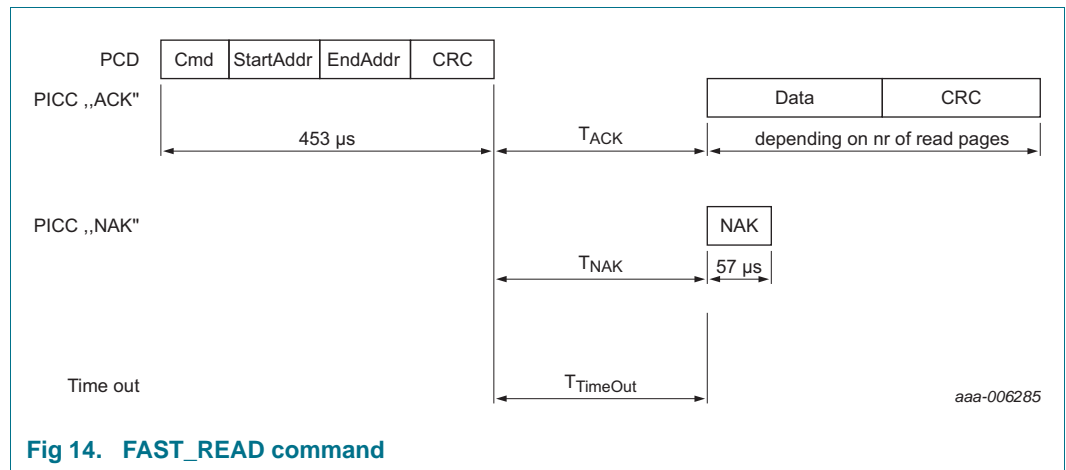 PCD Cmd StartAddr EndAddr CRC
PICC ,,ACK" Data CRC
453 µs TACK depending on nr of read pages
PICC ,,NAK" NAK
TNAK 57 µs
Time out TTimeOut aaa-006285
Fig 14. FAST_READ command